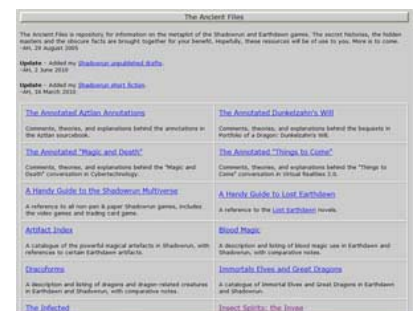 The Ancient Files
The Ancient Files is repository for information on the metaplot of the Shadowrun and Earthdawn games. The secret histories, the hidden
masters and the obscure facts are brought together for your benefit. Hopefully, these resources will be of use to you. More is to come.
-AH, 28 August 2005
Update - Added my Shadowrun unpublished drafts.
-AH, 1 June 2010
Update - Added my Shadowrun short fiction.
-AH, 16 March 2010
The Annotated Aztlan Annotations
Comments, theories, and explanations behind the annotations in
the Aztlan sourcebook.
The Annotated Dunkelzahn's Will
Comments, theories, and explanations behind the bequests in
Portfolio of a Dragon: Dunkelzahn's Will.
The Annotated "Magic and Death"
Comments, theories, and explanations behind the "Magic and
Death" conversation in Cybertechnology.
The Annotated "Things to Come"
Comments, theories, and explanations behind the "Things to
Come" conversation in Virtual Realities 2.0.
A Handy Guide to the Shadowrun Multiverse
A reference to all non pen & paper Shadowrun games, includes
the video games and trading card game.
A Handy Guide to Lost Earthdawn
A reference to the Lost Earthdawn novels.
Artifact Index
A catalogue of the powerful magical artefacts in Shadowrun, with
references to certain Earthdawn artifacts.
Blood Magic
A description and listing of blood magic use in Earthdawn and
Shadowrun, with comparative notes.
Dracoforms
A description and listing of dragons and dragon-related creatures
in Earthdawn and Shadowrun, with comparative notes.
Immortals Elves and Great Dragons
A catalogue of Immortal Elves and Great Dragons in Earthdawn
and Shadowrun.
The Infected
Insect Spirits: the Invae